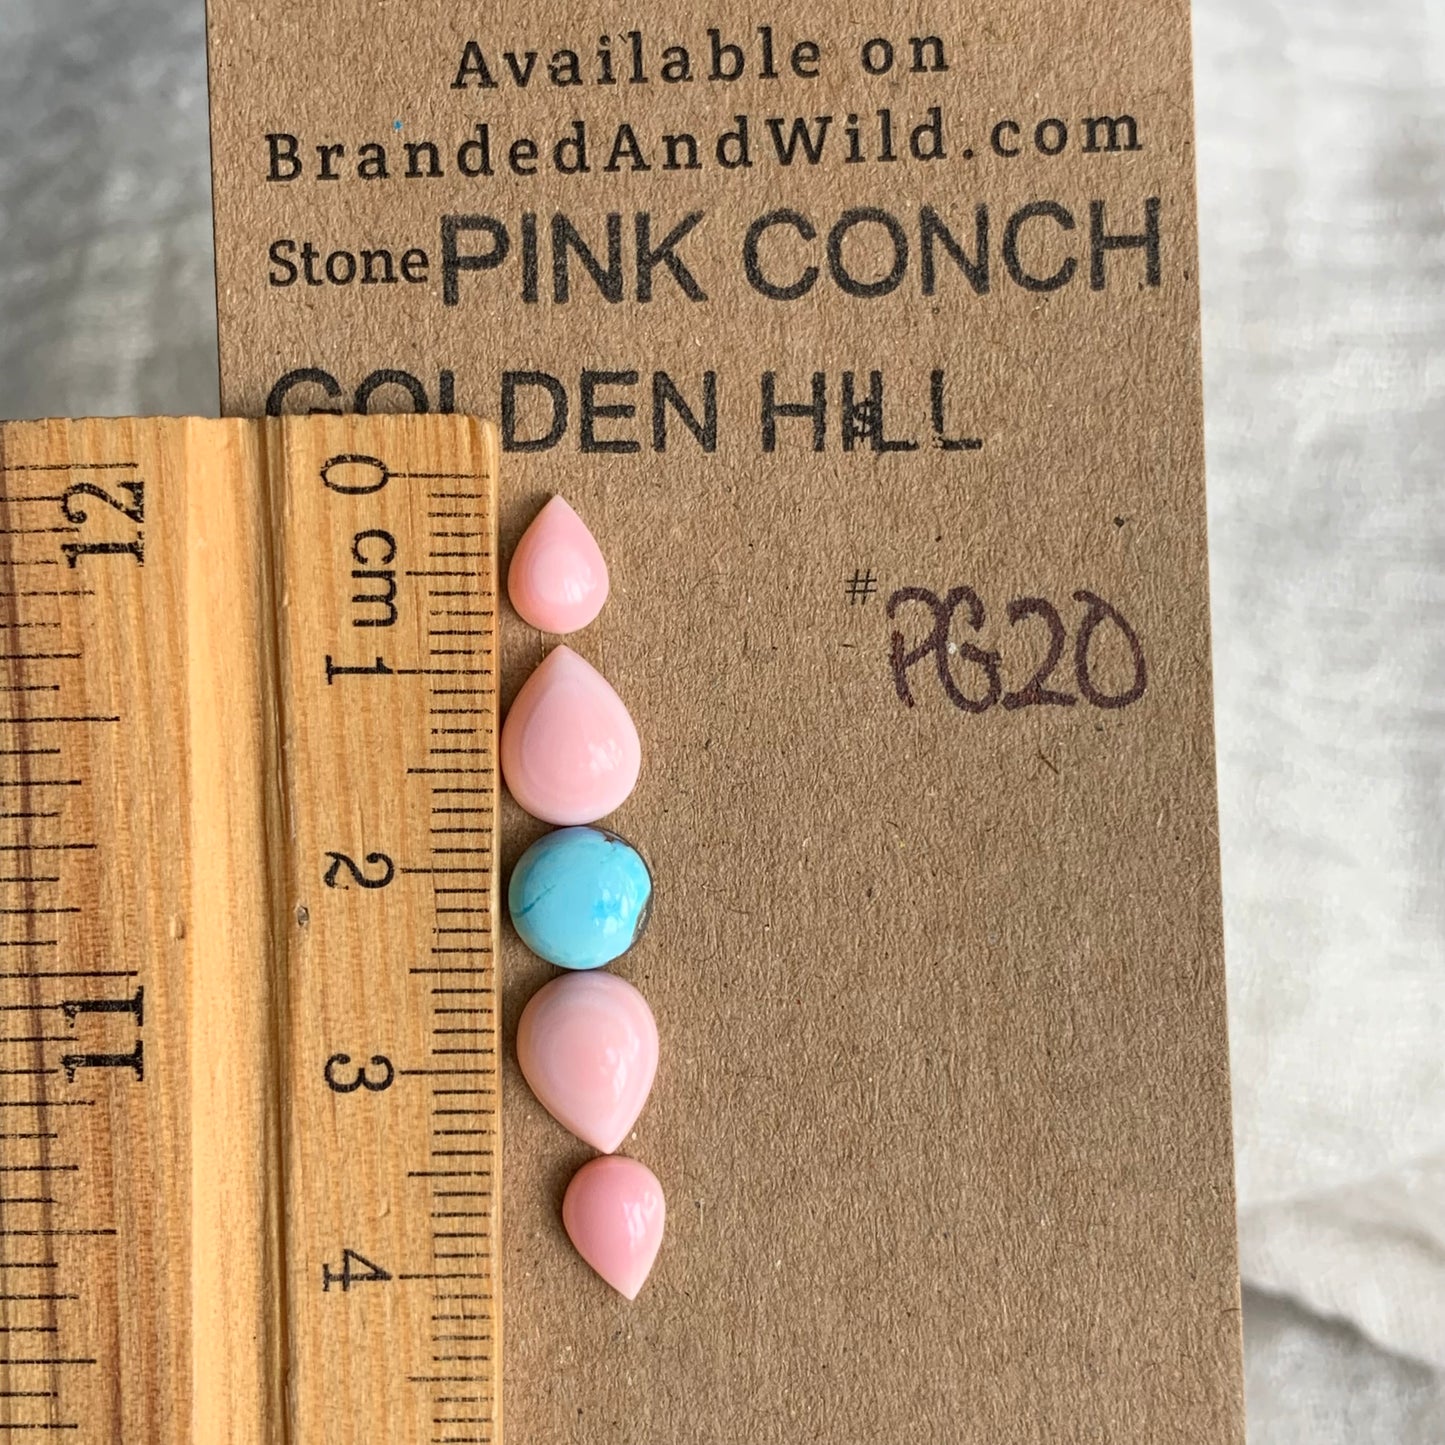 Available on
BrandedAndWild.com
Stone PINK CONCH
GOLDEN HILL
$
# PG20
0 cm 1 2 3 4
12 11